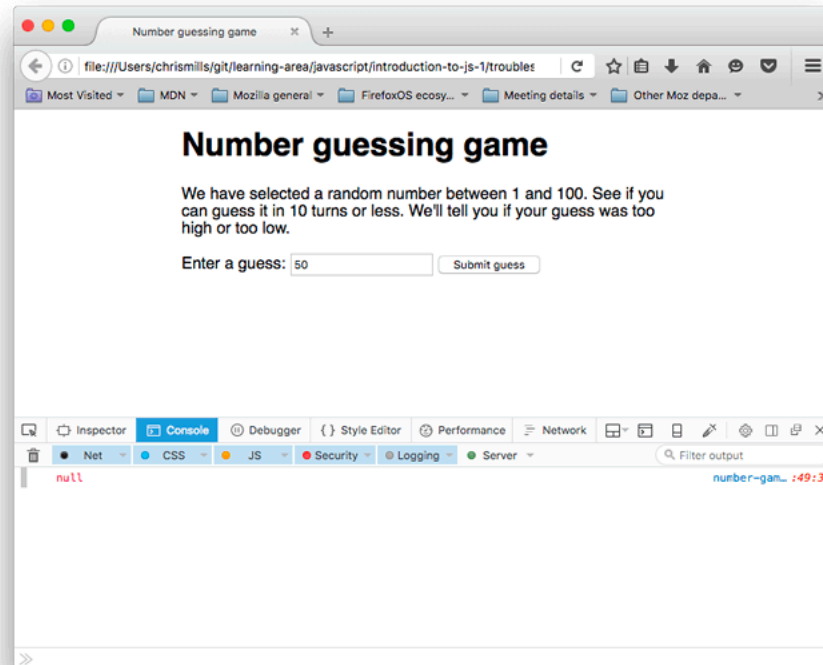 Number guessing game
file:///Users/chrismills/git/learning-area/javascript/introduction-to-js-1/troubles
Most Visited MDN Mozilla general FirefoxOS ecosy... Meeting details Other Moz depa...
Number guessing game
We have selected a random number between 1 and 100. See if you
can guess it in 10 turns or less. We'll tell you if your guess was too
high or too low.
Enter a guess: 50 Submit guess
Inspector Console Debugger { } Style Editor Performance Network
Net CSS JS Security Logging Server Filter output
null number-gam… :49:3